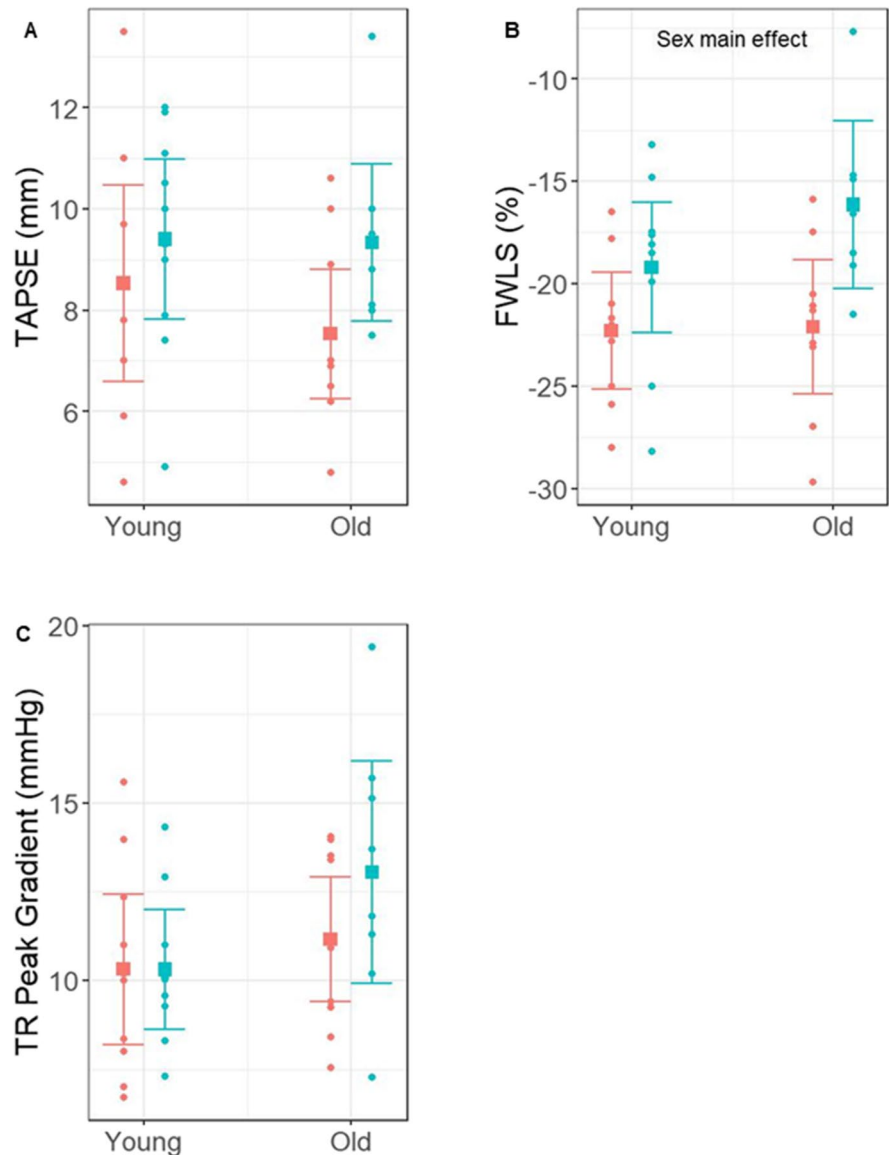 A
TAPSE (mm)
12
10
8
6
Young Old
B
Sex main effect
FWLS (%)
-10
-15
-20
-25
-30
Young Old
C
TR Peak Gradient (mmHg)
20
15
10
Young Old